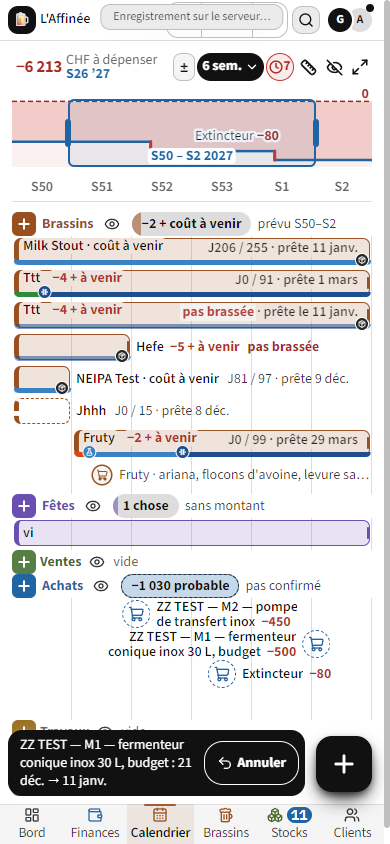 L'Affinée
Enregistrement sur le serveur…
G
A
−6 213 CHF à dépenser
S26 ’27
±
6 sem.
7
0
Extincteur −80
S50 – S2 2027
S50 S51 S52 S53 S1 S2
Brassins −2 + coût à venir prévu S50–S2
Milk Stout · coût à venir J206 / 255 · prête 11 janv.
Ttt −4 + à venir J0 / 91 · prête 1 mars
Ttt −4 + à venir pas brassée · prête le 11 janv.
Hefe −5 + à venir pas brassée
NEIPA Test · coût à venir J81 / 97 · prête 9 déc.
Jhhh J0 / 15 · prête 8 déc.
Fruty −2 + à venir J0 / 99 · prête 29 mars
Fruty · ariana, flocons d'avoine, levure sa…
Fêtes 1 chose sans montant
vi
Ventes vide
Achats −1 030 probable pas confirmé
ZZ TEST — M2 — pompe
de transfert inox −450
ZZ TEST — M1 — fermenteur
conique inox 30 L, budget −500
Extincteur −80
ZZ TEST — M1 — fermenteur
conique inox 30 L, budget : 21
déc. → 11 janv.
Annuler
Bord Finances Calendrier Brassins Stocks 11 Clients